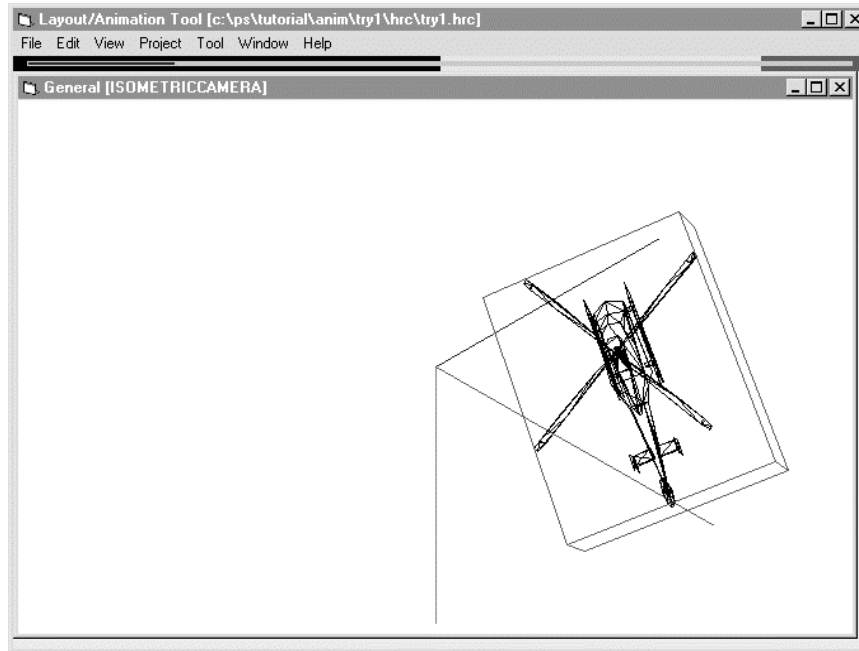 Layout/Animation Tool [c:\ps\tutorial\anim\try1\hrc\try1.hrc]
File Edit View Project Tool Window Help
General [ISOMETRICCAMERA]